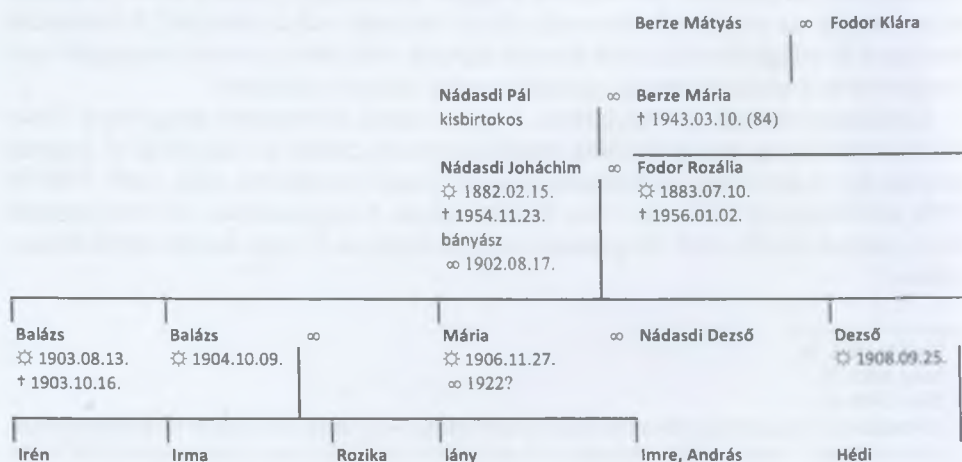 Berze Mátyás ∞ Fodor Klára
Nádasdi Pál ∞ Berze Mária
kisbirtokos † 1943.03.10. (84)
Nádasdi Joháchim ∞ Fodor Rozália
☼ 1882.02.15. ☼ 1883.07.10.
† 1954.11.23. † 1956.01.02.
bányász
∞ 1902.08.17.
Balázs Balázs ∞ Mária ∞ Nádasdi Dezső Dezső
☼ 1903.08.13. ☼ 1904.10.09. ☼ 1906.11.27. ☼ 1908.09.25.
† 1903.10.16. ∞ 1922?
Irén Irma Rozika lány Imre, András Hédi